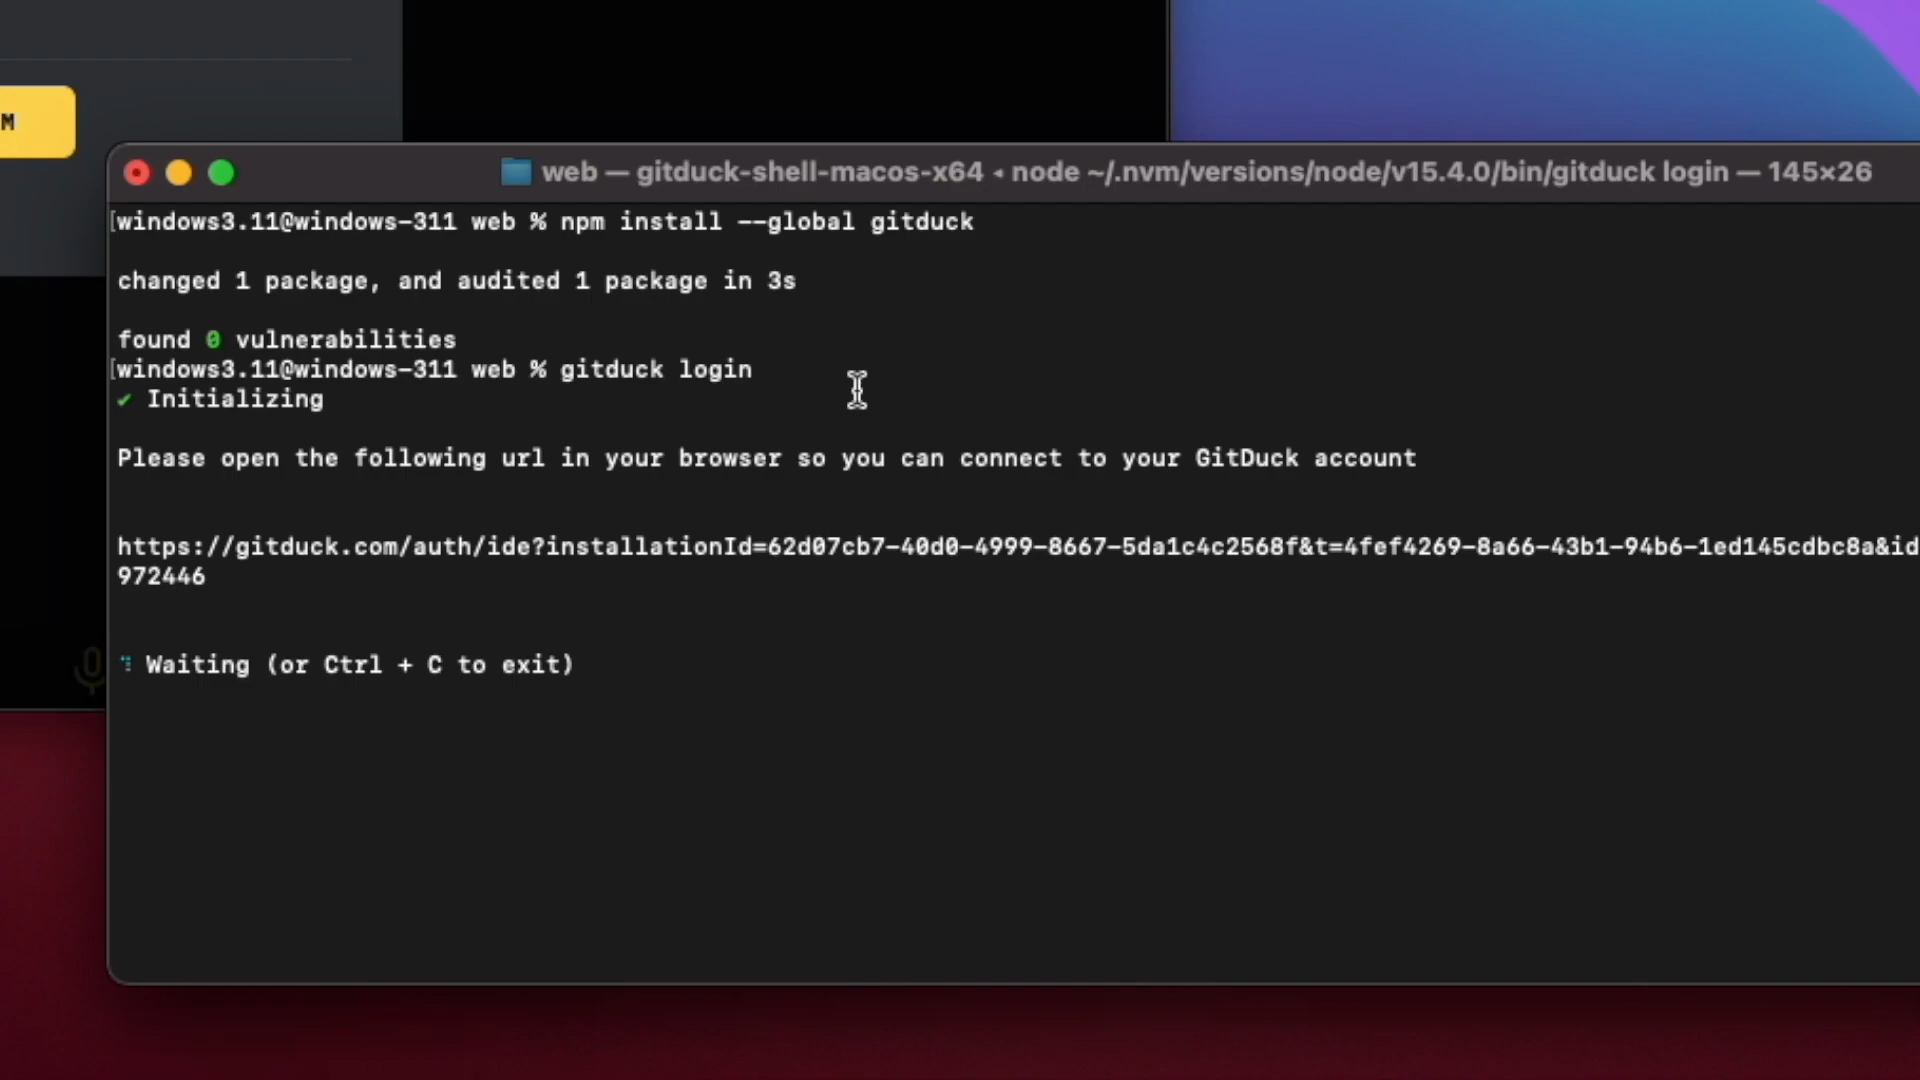 M
web — gitduck-shell-macos-x64 ◂ node ~/.nvm/versions/node/v15.4.0/bin/gitduck login — 145×26
[windows3.11@windows-311 web % npm install --global gitduck
changed 1 package, and audited 1 package in 3s
found 0 vulnerabilities
[windows3.11@windows-311 web % gitduck login
✔ Initializing
Please open the following url in your browser so you can connect to your GitDuck account
https://gitduck.com/auth/ide?installationId=62d07cb7-40d0-4999-8667-5da1c4c2568f&t=4fef4269-8a66-43b1-94b6-1ed145cdbc8a&id
972446
Waiting (or Ctrl + C to exit)